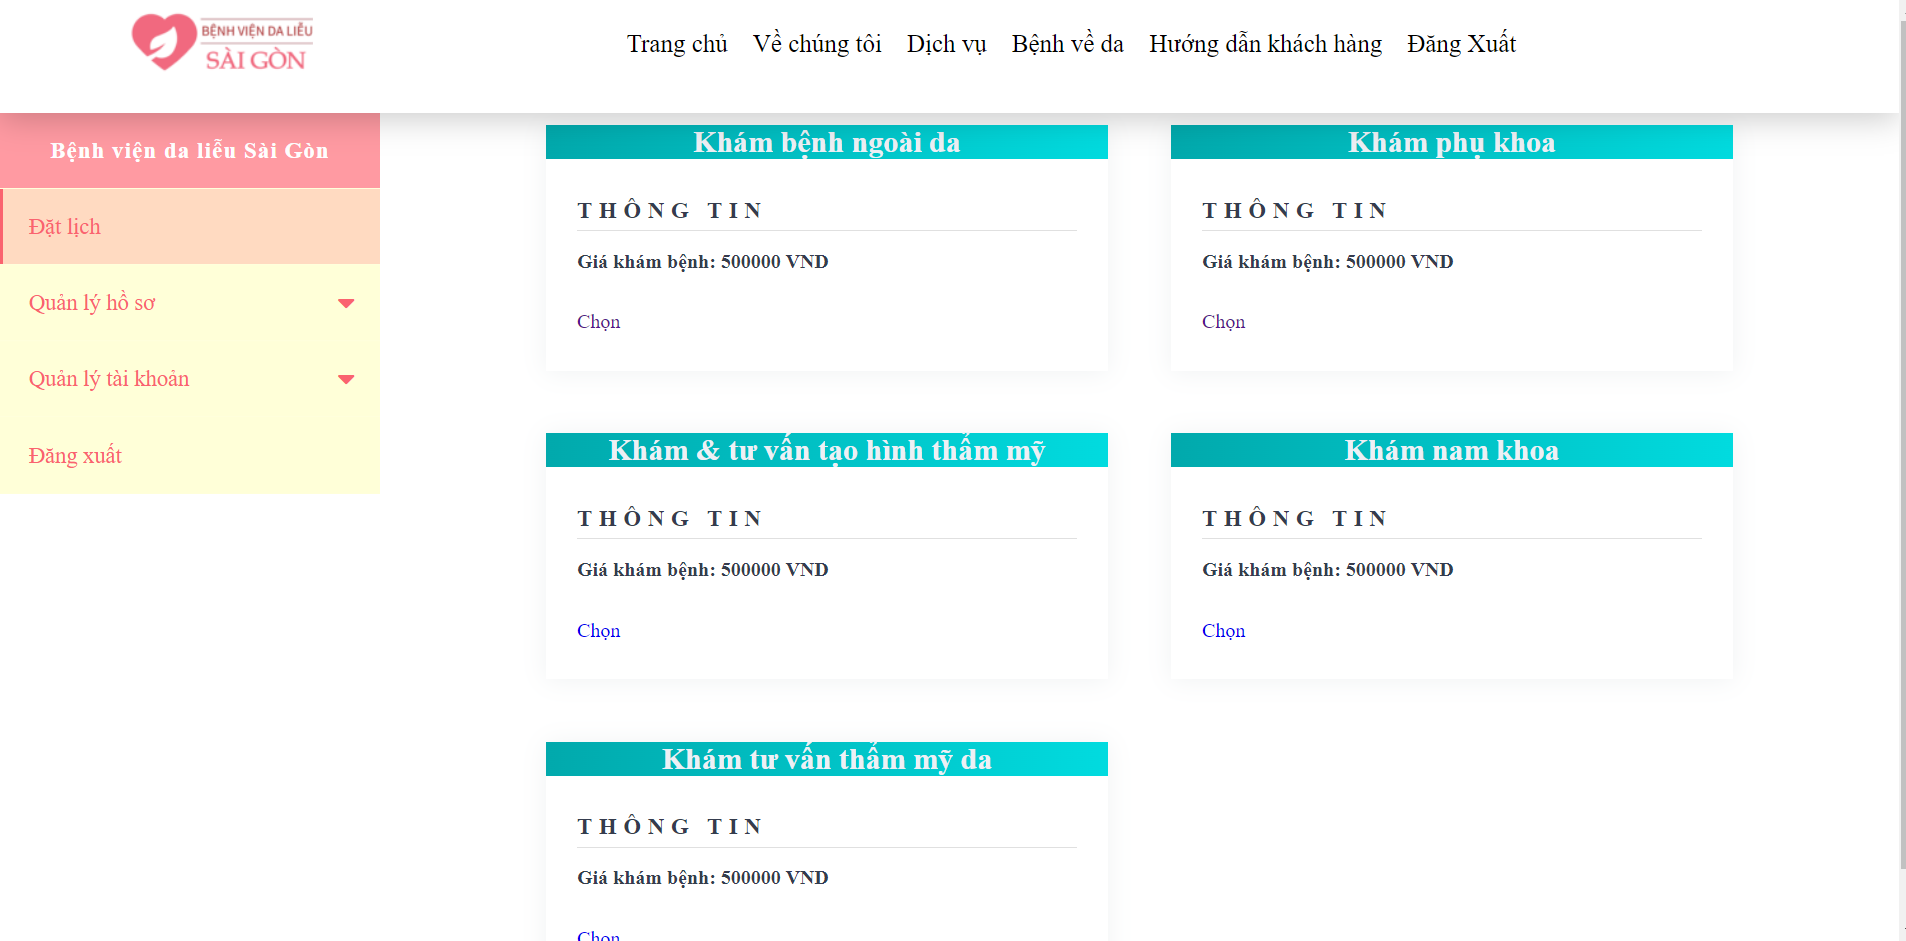 BỆNH VIỆN DA LIỄU
SÀI GÒN
Trang chủ Về chúng tôi Dịch vụ Bệnh về da Hướng dẫn khách hàng Đăng Xuất
Bệnh viện da liễu Sài Gòn
Đặt lịch
Quản lý hồ sơ
Quản lý tài khoản
Đăng xuất
Khám bệnh ngoài da
THÔNG TIN
Giá khám bệnh: 500000 VND
Chọn
Khám phụ khoa
THÔNG TIN
Giá khám bệnh: 500000 VND
Chọn
Khám & tư vấn tạo hình thẩm mỹ
THÔNG TIN
Giá khám bệnh: 500000 VND
Chọn
Khám nam khoa
THÔNG TIN
Giá khám bệnh: 500000 VND
Chọn
Khám tư vấn thẩm mỹ da
THÔNG TIN
Giá khám bệnh: 500000 VND
Chọn